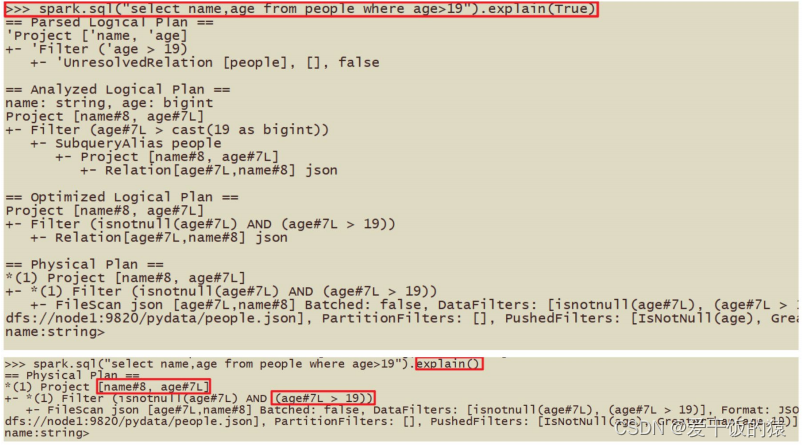 >>> spark.sql("select name,age from people where age>19").explain(True)
== Parsed Logical Plan ==
'Project ['name, 'age]
+- 'Filter ('age > 19)
   +- 'UnresolvedRelation [people], [], false
== Analyzed Logical Plan ==
name: string, age: bigint
Project [name#8, age#7L]
+- Filter (age#7L > cast(19 as bigint))
   +- SubqueryAlias people
      +- Project [name#8, age#7L]
         +- Relation[age#7L,name#8] json
== Optimized Logical Plan ==
Project [name#8, age#7L]
+- Filter (isnotnull(age#7L) AND (age#7L > 19))
   +- Relation[age#7L,name#8] json
== Physical Plan ==
*(1) Project [name#8, age#7L]
+- *(1) Filter (isnotnull(age#7L) AND (age#7L > 19))
   +- FileScan json [age#7L,name#8] Batched: false, DataFilters: [isnotnull(age#7L), (age#7L > 1
dfs://node1:9820/pydata/people.json], PartitionFilters: [], PushedFilters: [IsNotNull(age), Grea
name:string>
>>> spark.sql("select name,age from people where age>19").explain()
== Physical Plan ==
*(1) Project [name#8, age#7L]
+- *(1) Filter (isnotnull(age#7L) AND (age#7L > 19))
   +- FileScan json [age#7L,name#8] Batched: false, DataFilters: [isnotnull(age#7L), (age#7L > 19)], Format: JSO
dfs://node1:9820/pydata/people.json], PartitionFilters: [], PushedFilters: [IsNotNull(age), GreaterThan(age,19)]
name:string>
CSDN @爱干饭的猿